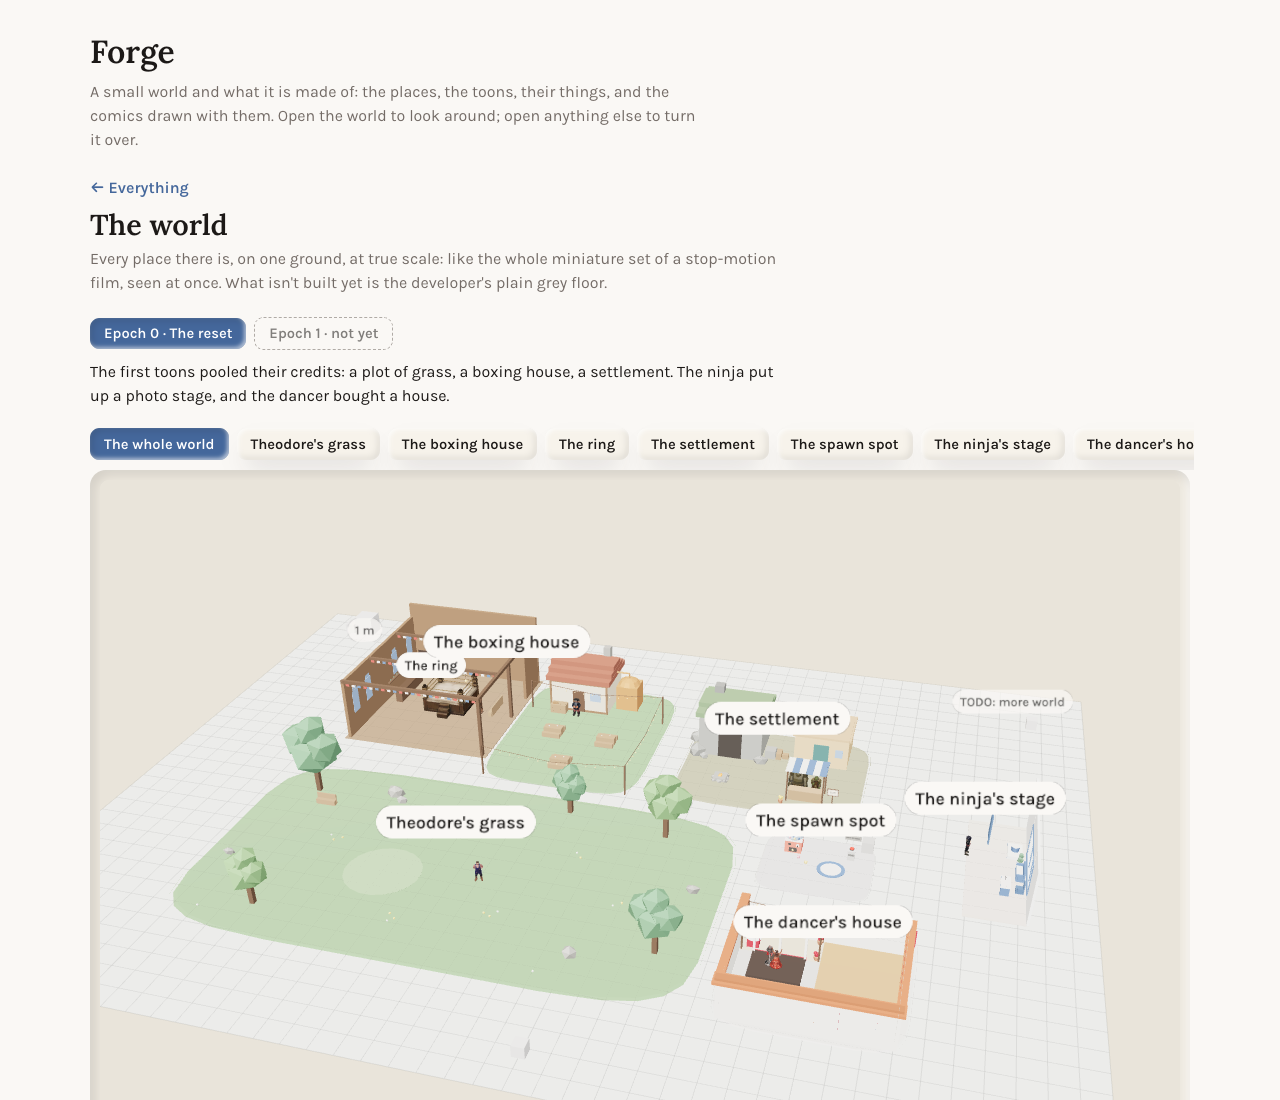 Forge
A small world and what it is made of: the places, the toons, their things, and the
comics drawn with them. Open the world to look around; open anything else to turn
it over.
← Everything
The world
Every place there is, on one ground, at true scale: like the whole miniature set of a stop-motion
film, seen at once. What isn't built yet is the developer's plain grey floor.
Epoch 0 · The reset
Epoch 1 · not yet
The first toons pooled their credits: a plot of grass, a boxing house, a settlement. The ninja put
up a photo stage, and the dancer bought a house.
The whole world
Theodore's grass
The boxing house
The ring
The settlement
The spawn spot
The ninja's stage
The dancer's ho
1 m
The boxing house
The ring
TODO: more world
The settlement
The ninja's stage
Theodore's grass
The spawn spot
The dancer's house